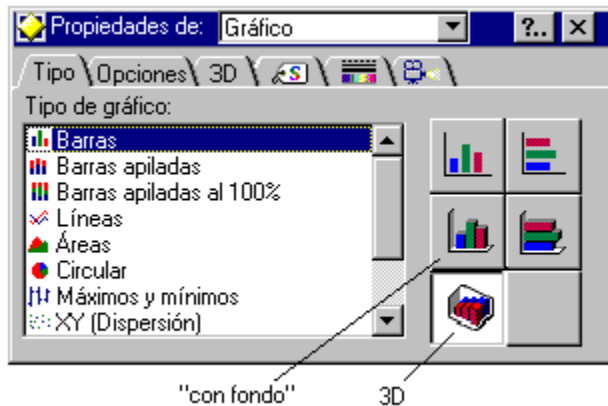 Propiedades de: Gráfico ?..
Tipo Opciones 3D S
Tipo de gráfico:
Barras
Barras apiladas
Barras apiladas al 100%
Líneas
Áreas
Circular
Máximos y mínimos
XY (Dispersión)
"con fondo" 3D